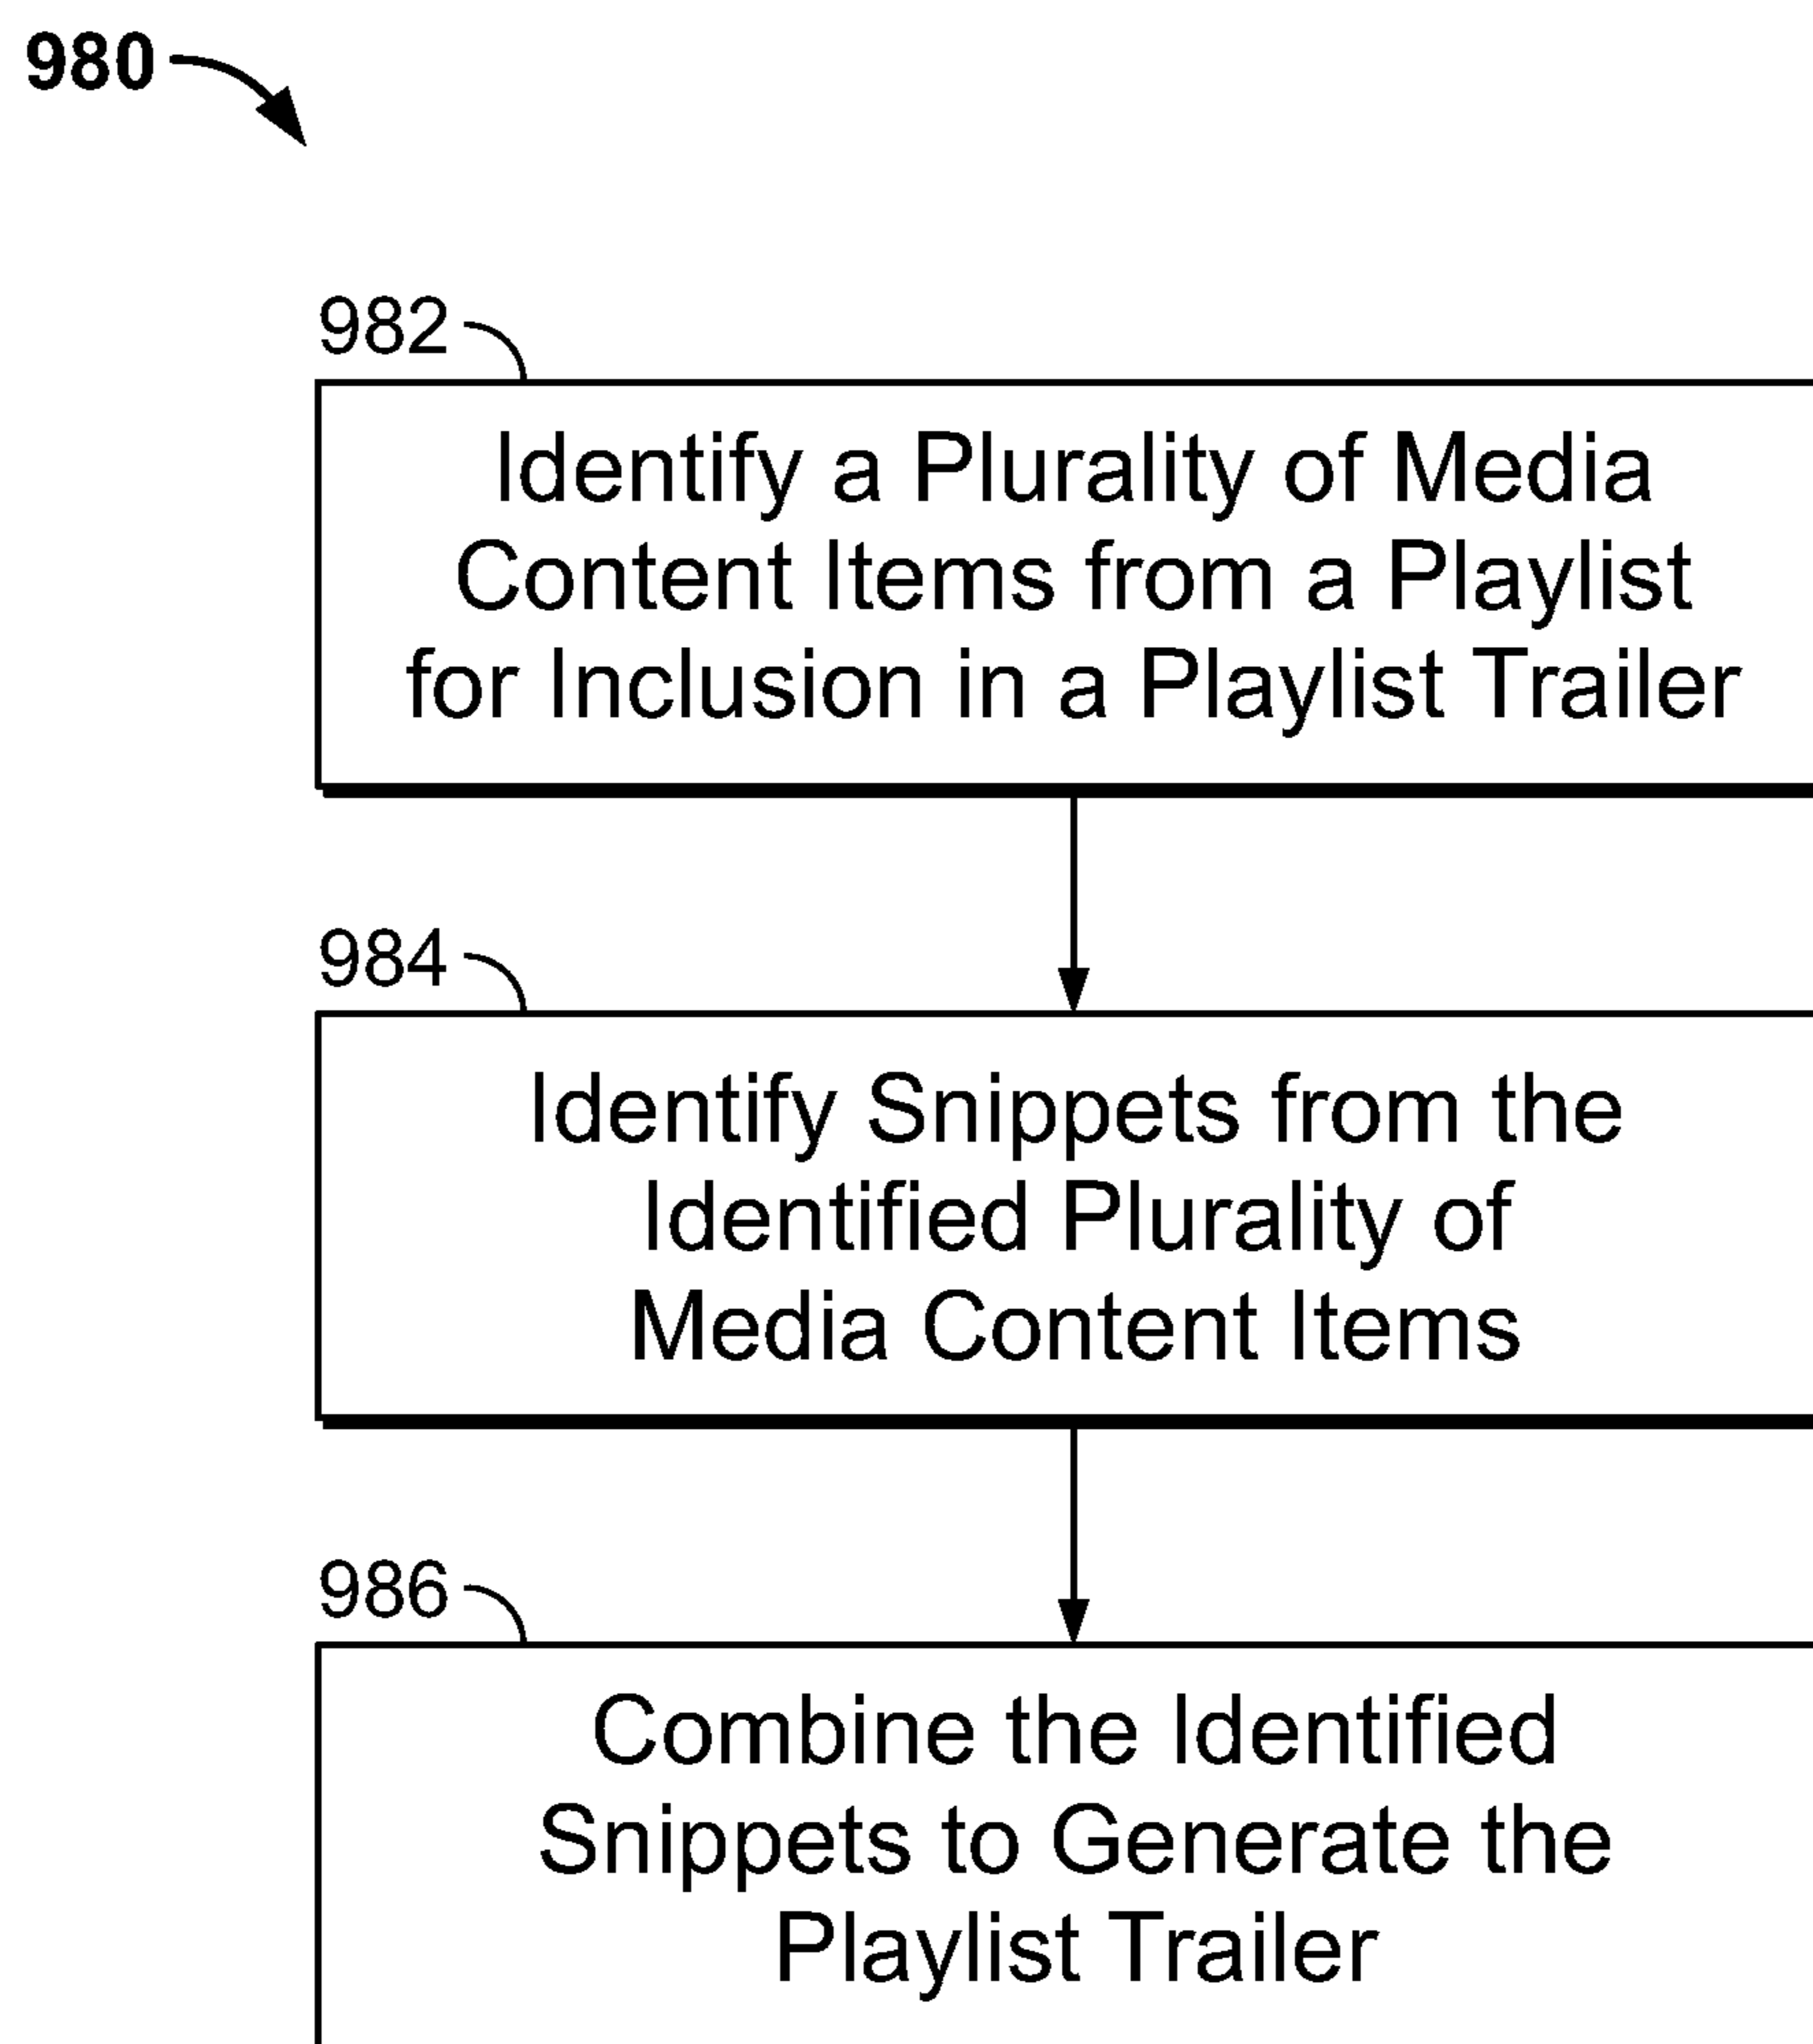 980
982
Identify a Plurality of Media
Content Items from a Playlist
for Inclusion in a Playlist Trailer
984
Identify Snippets from the
Identified Plurality of
Media Content Items
986
Combine the Identified
Snippets to Generate the
Playlist Trailer